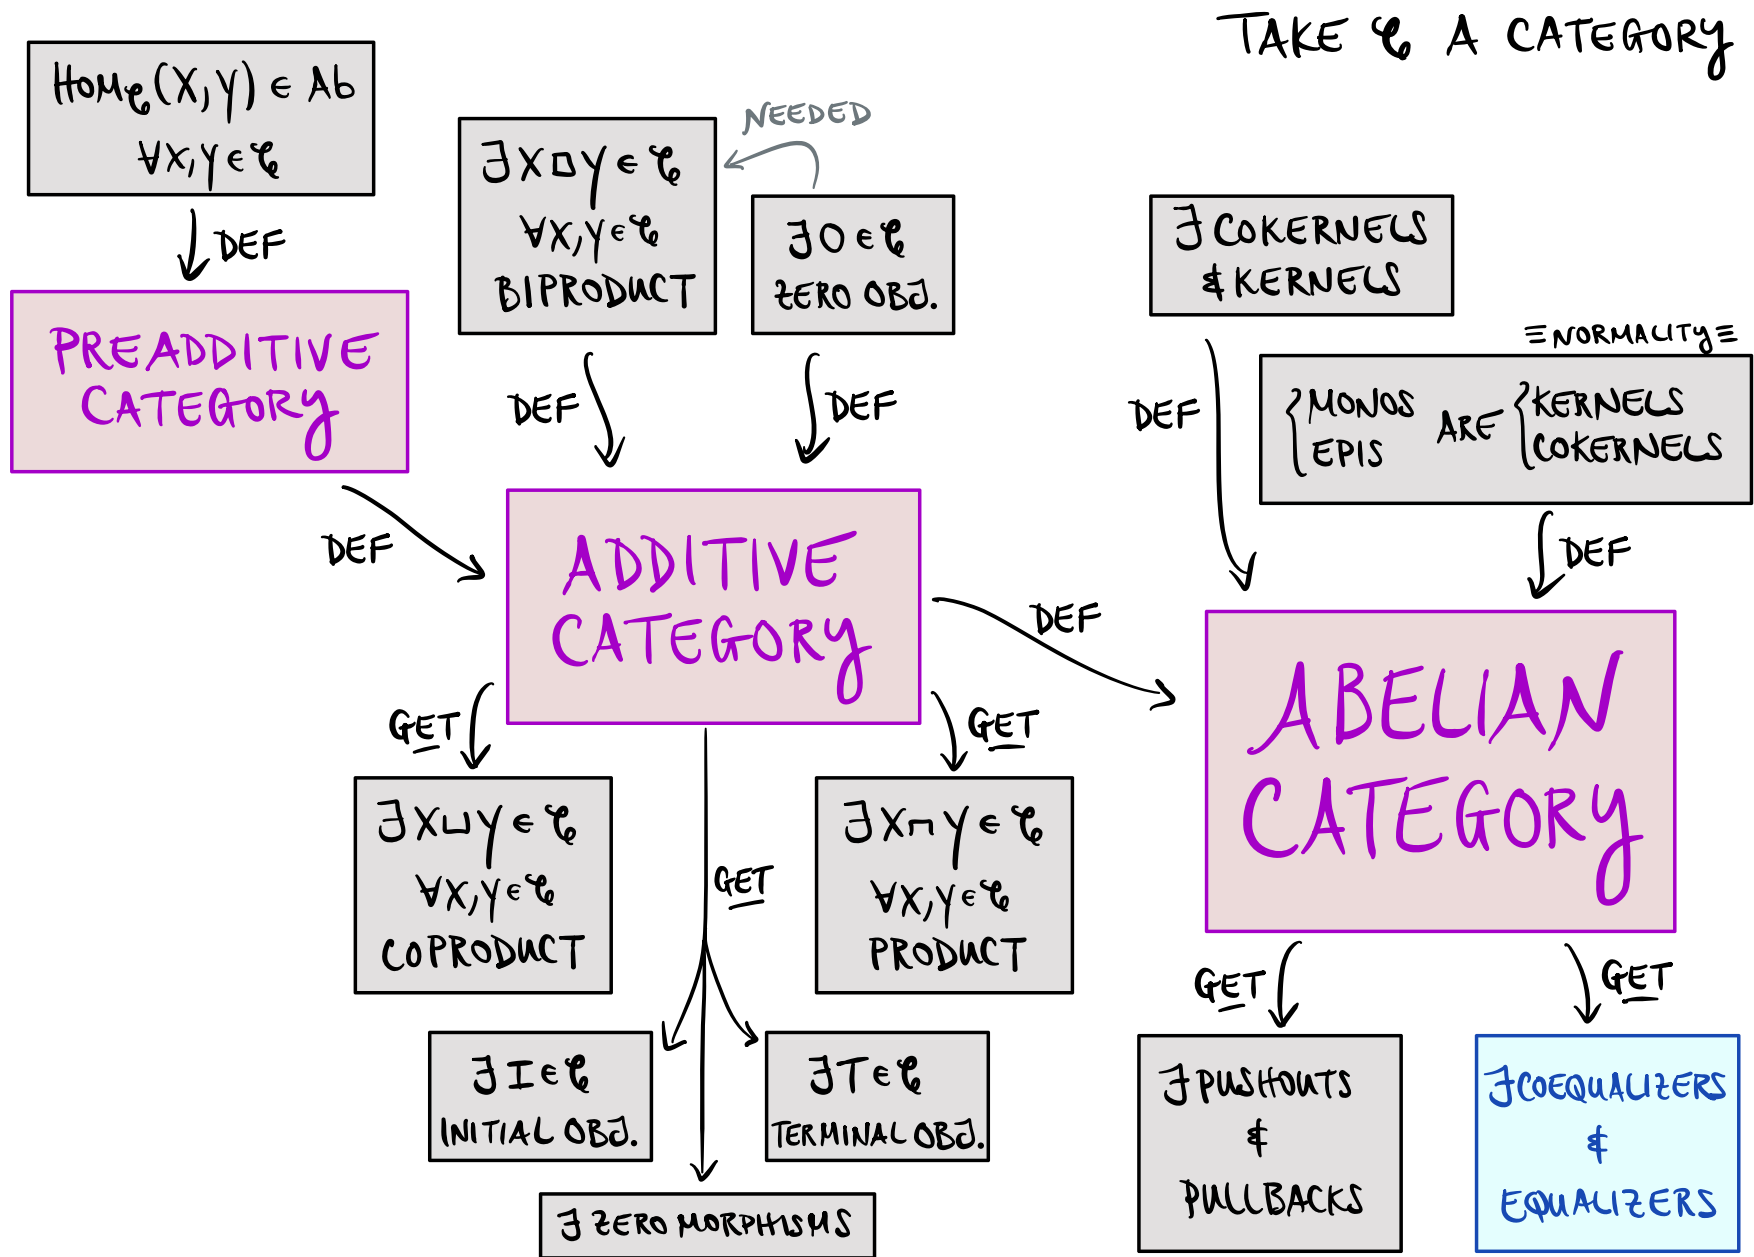 TAKE 𝒞 A CATEGORY
HOM𝒞(X,Y) ∈ Ab
∀X,Y ∈ 𝒞
DEF
PREADDITIVE
CATEGORY
DEF
NEEDED
∃X□Y ∈ 𝒞
∀X,Y ∈ 𝒞
BIPRODUCT
DEF
∃0 ∈ 𝒞
ZERO OBJ.
DEF
ADDITIVE
CATEGORY
DEF
∃ COKERNELS
& KERNELS
DEF
≡NORMALITY≡
{MONOS ARE {KERNELS
EPIS COKERNELS
DEF
ABELIAN
CATEGORY
GET
∃X⊔Y ∈ 𝒞
∀X,Y ∈ 𝒞
COPRODUCT
GET
∃X⊓Y ∈ 𝒞
∀X,Y ∈ 𝒞
PRODUCT
GET
∃I ∈ 𝒞
INITIAL OBJ.
∃T ∈ 𝒞
TERMINAL OBJ.
∃ ZERO MORPHISMS
GET
∃ PUSHOUTS
&
PULLBACKS
GET
∃ COEQUALIZERS
&
EQUALIZERS